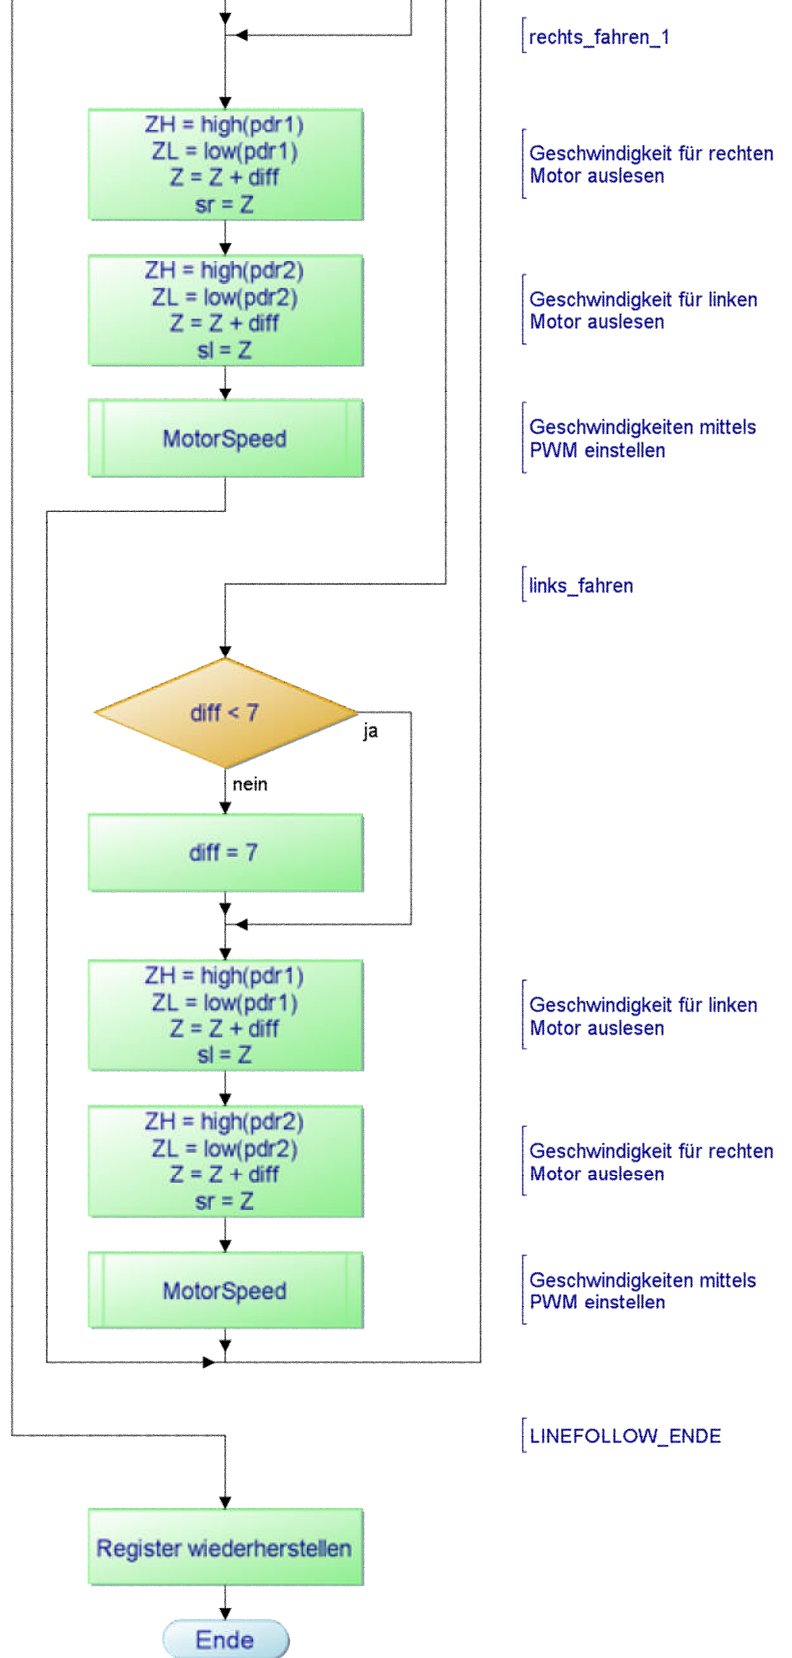 rechts_fahren_1
ZH = high(pdr1)
ZL = low(pdr1)
Z = Z + diff
sr = Z
Geschwindigkeit für rechten
Motor auslesen
ZH = high(pdr2)
ZL = low(pdr2)
Z = Z + diff
sl = Z
Geschwindigkeit für linken
Motor auslesen
MotorSpeed
Geschwindigkeiten mittels
PWM einstellen
links_fahren
diff < 7
ja
nein
diff = 7
ZH = high(pdr1)
ZL = low(pdr1)
Z = Z + diff
sl = Z
Geschwindigkeit für linken
Motor auslesen
ZH = high(pdr2)
ZL = low(pdr2)
Z = Z + diff
sr = Z
Geschwindigkeit für rechten
Motor auslesen
MotorSpeed
Geschwindigkeiten mittels
PWM einstellen
LINEFOLLOW_ENDE
Register wiederherstellen
Ende